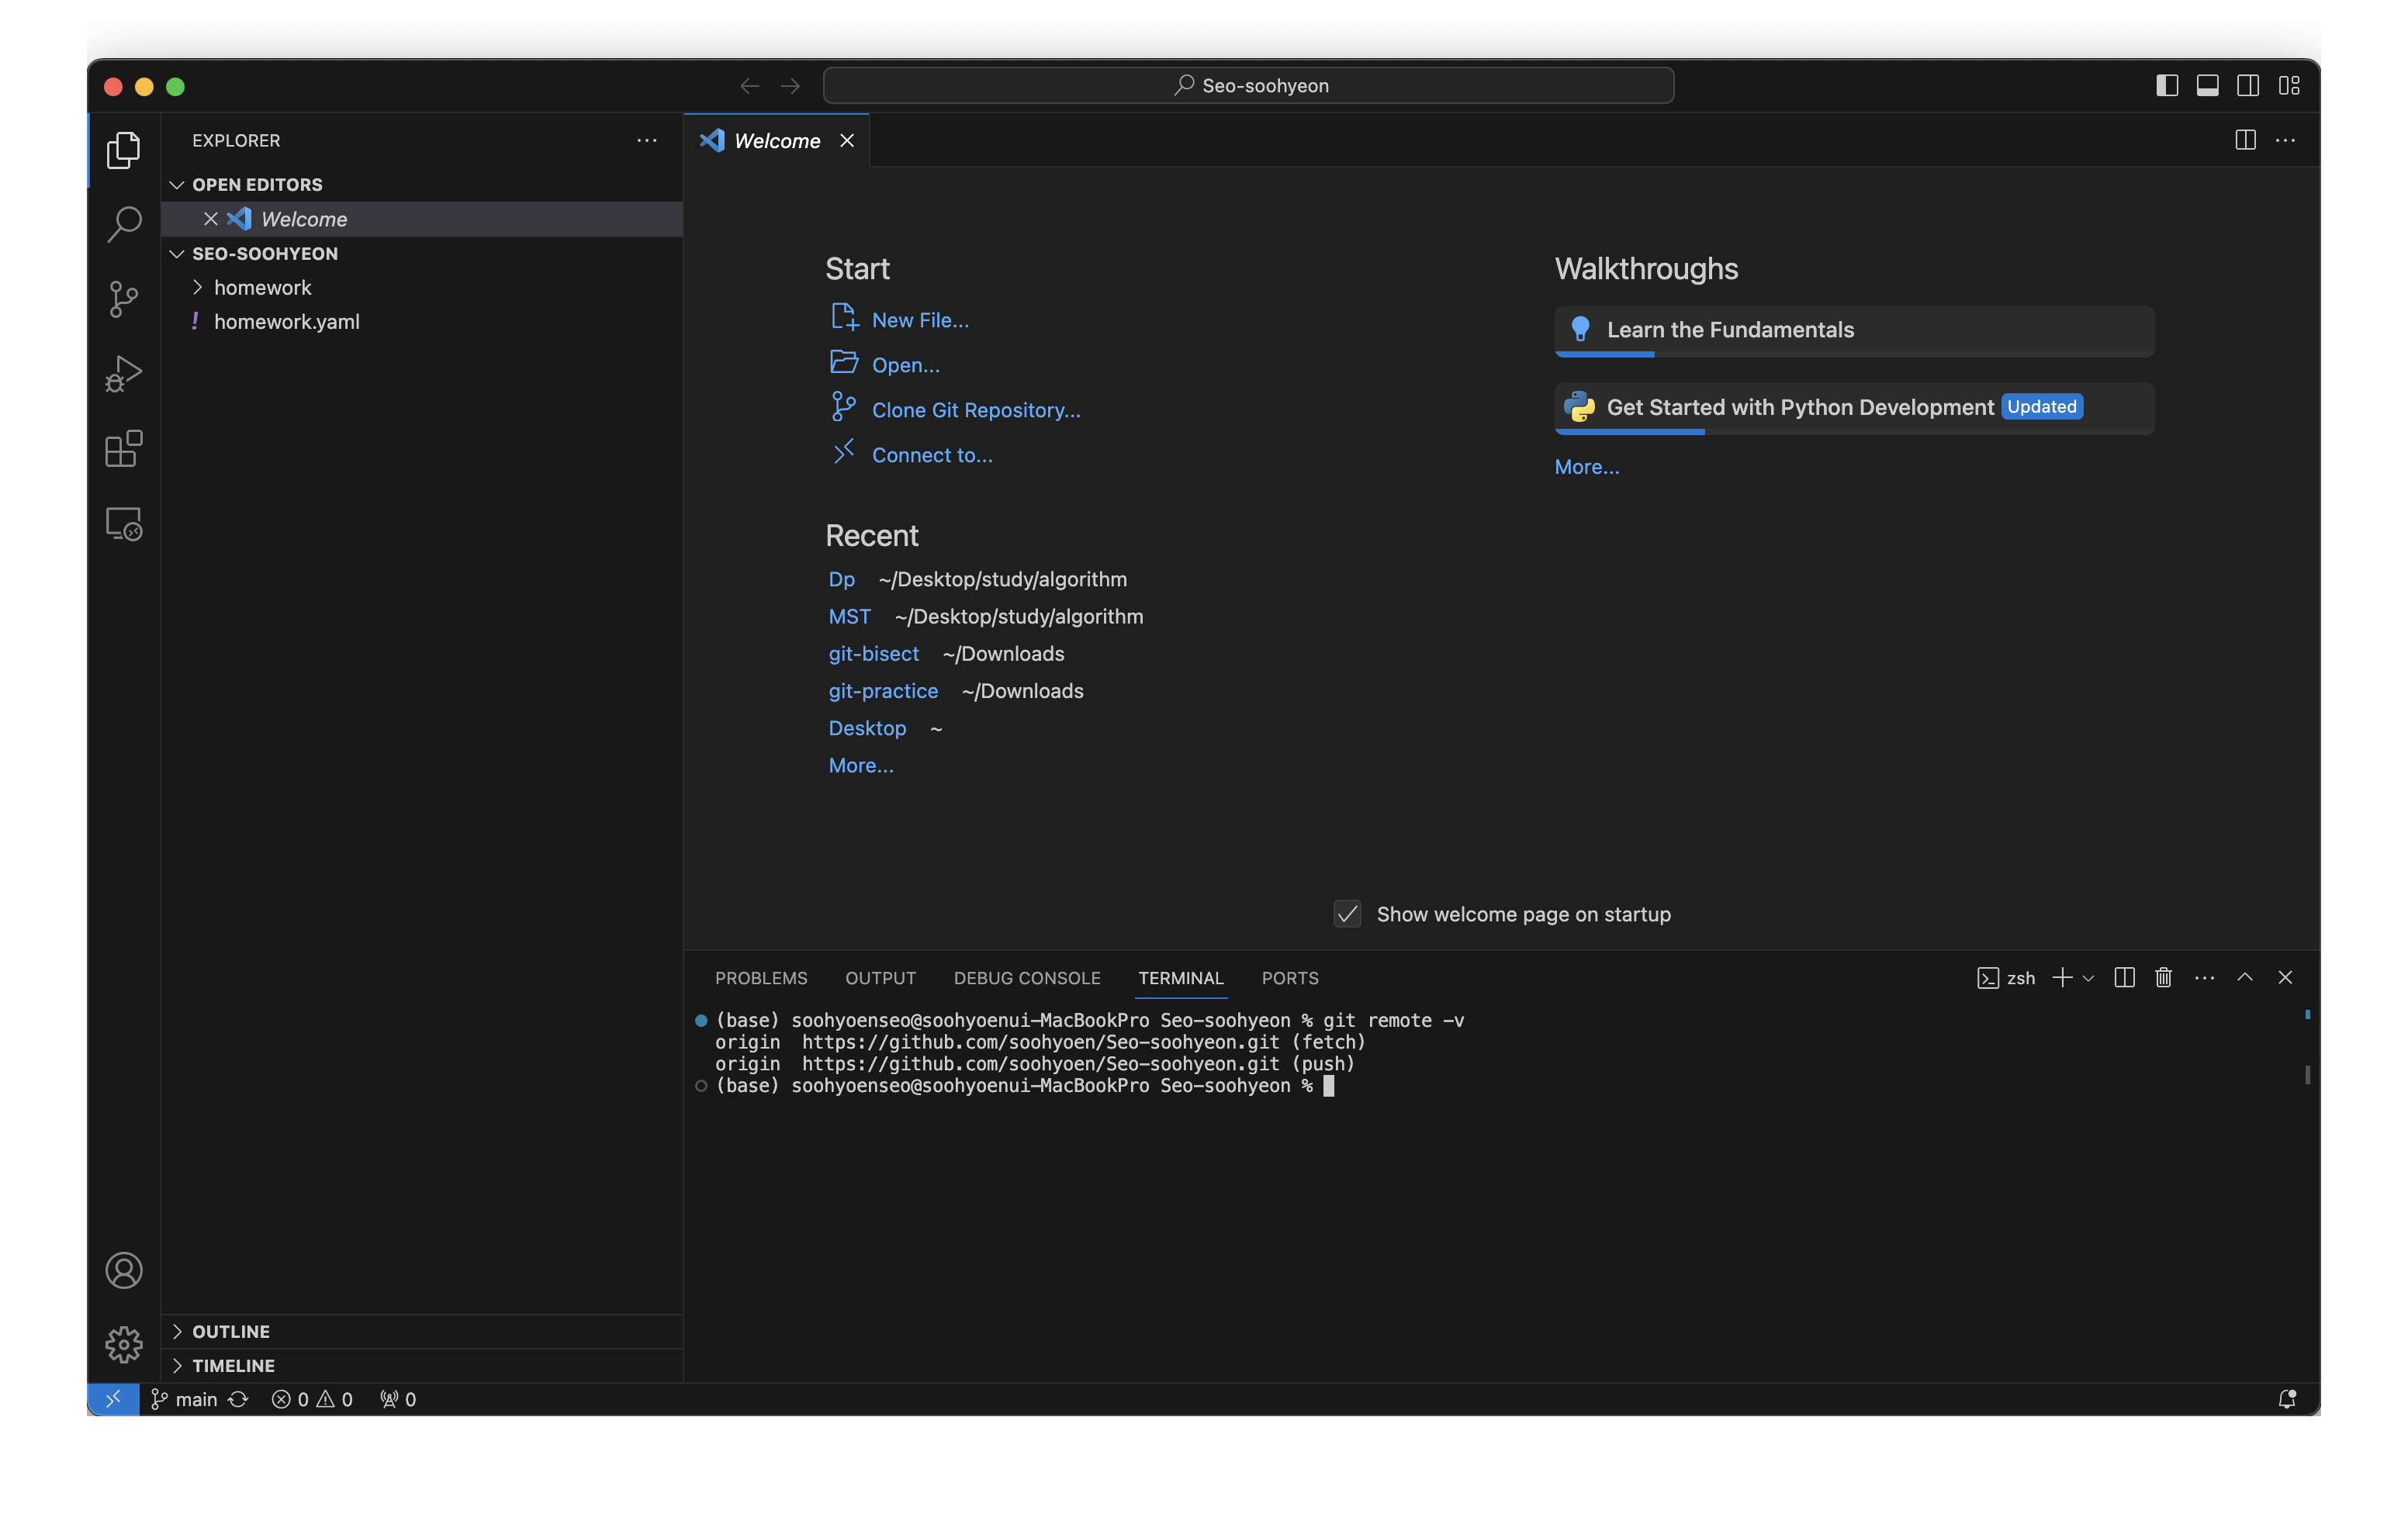 Seo-soohyeon
EXPLORER
OPEN EDITORS
Welcome
SEO-SOOHYEON
homework
! homework.yaml
OUTLINE
TIMELINE
Welcome
Start
New File...
Open...
Clone Git Repository...
Connect to...
Recent
Dp ~/Desktop/study/algorithm
MST ~/Desktop/study/algorithm
git-bisect ~/Downloads
git-practice ~/Downloads
Desktop ~
More...
Walkthroughs
Learn the Fundamentals
Get Started with Python Development Updated
More...
Show welcome page on startup
PROBLEMS OUTPUT DEBUG CONSOLE TERMINAL PORTS zsh
(base) soohyoenseo@soohyoenui-MacBookPro Seo-soohyeon % git remote -v
origin https://github.com/soohyoen/Seo-soohyeon.git (fetch)
origin https://github.com/soohyoen/Seo-soohyeon.git (push)
(base) soohyoenseo@soohyoenui-MacBookPro Seo-soohyeon %
main 0 0 0